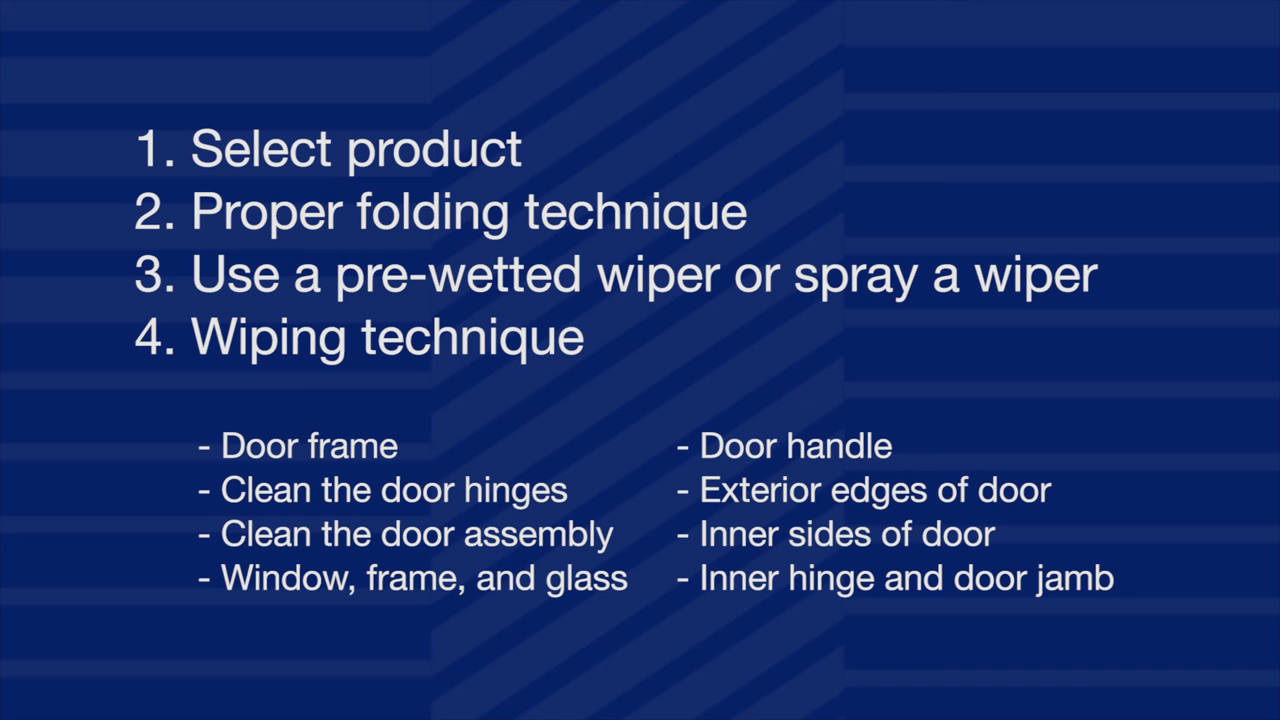 1. Select product
2. Proper folding technique
3. Use a pre-wetted wiper or spray a wiper
4. Wiping technique
- Door frame
- Clean the door hinges
- Clean the door assembly
- Window, frame, and glass
- Door handle
- Exterior edges of door
- Inner sides of door
- Inner hinge and door jamb